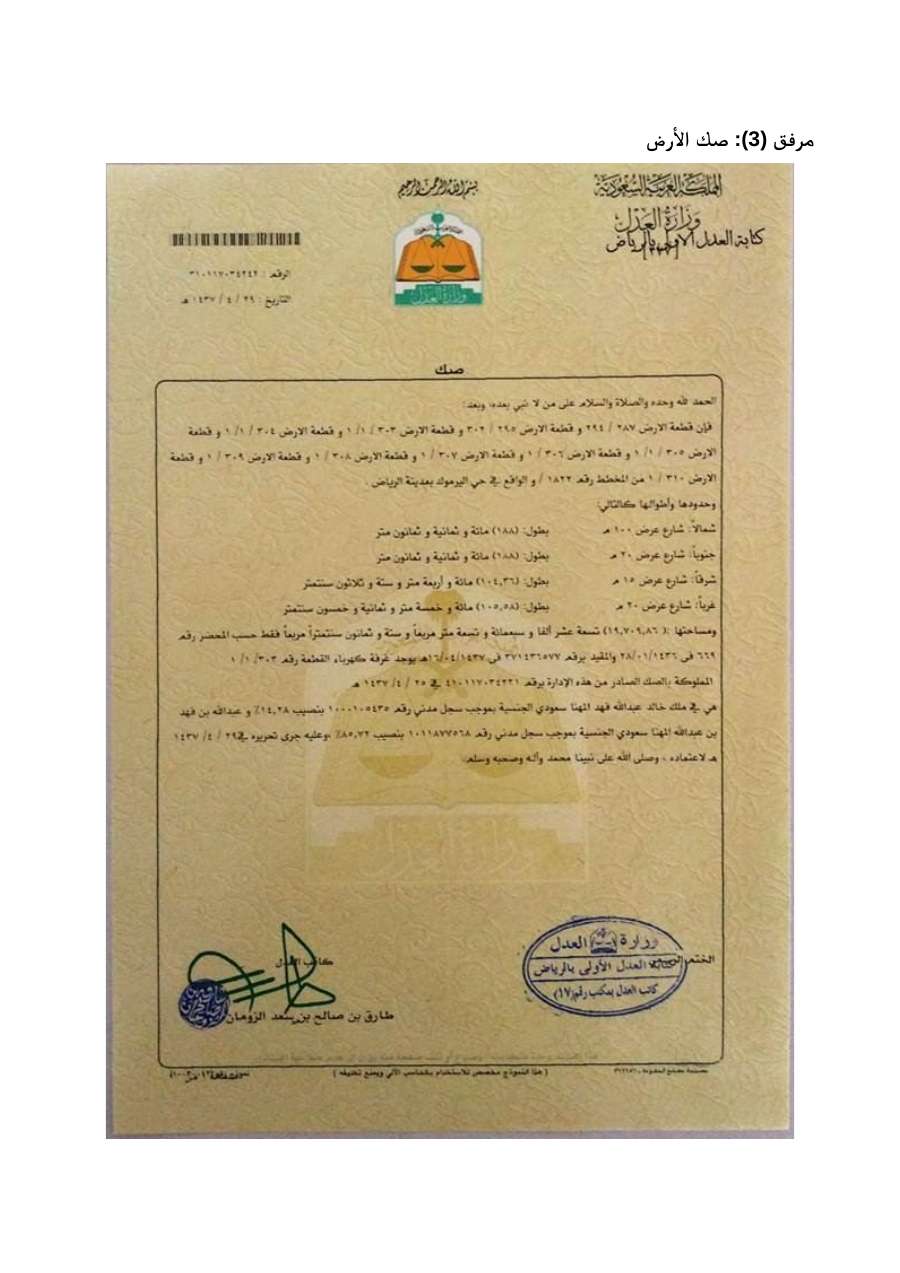 مرفق (3): صك الأرض
المملكة العربية السعودية
وزارة العدل
كتابة العدل الأولى بالرياض
بسم الله الرحمن الرحيم
وزارة العدل
الرقم : ٣١٠١١٧٠٣٤٢٤٢
التاريخ : ٢٩ / ٤ / ١٤٣٧ هـ
صك
الحمد لله وحده والصلاة والسلام على من لا نبي بعده، وبعد:
فإن قطعة الارض ٢٨٧ / ٢٩٤ و قطعة الارض ٢٩٥ / ٣٠٢ و قطعة الارض ٣٠٣ / ١/ ١ و قطعة الارض ٣٠٤ / ١/ ١ و قطعة
الارض ٣٠٥ / ١/ ١ و قطعة الارض ٣٠٦ / ١ و قطعة الارض ٣٠٧ / ١ و قطعة الارض ٣٠٨ / ١ و قطعة الارض ٣٠٩ / ١ و قطعة
الارض ٣١٠ / ١ من المخطط رقم ١٨٢٢ / و الواقع في حي اليرموك بمدينة الرياض .
وحدودها وأطوالها كالتالي:
شمالاً: شارع عرض ١٠٠ م بطول: (١٨٨) مائة و ثمانية و ثمانون متر
جنوباً: شارع عرض ٢٠ م بطول: (١٨٨) مائة و ثمانية و ثمانون متر
شرقاً: شارع عرض ١٥ م بطول: (١٠٤,٣٦) مائة و أربعة متر و ستة و ثلاثون سنتمتر
غرباً: شارع عرض ٢٠ م بطول: (١٠٥,٥٨) مائة و خمسة متر و ثمانية و خمسون سنتمتر
ومساحتها :( ١٩,٧٠٩,٨٦) تسعة عشر ألفا و سبعمائة و تسعة متر مربعاً و ستة و ثمانون سنتمتراً مربعاً فقط حسب المحضر رقم
٦٦٩ في ٢٨/٠١/١٤٣٦ والمقيد برقم ٣٧١٤٣٦٥٧٧ في ١٦/٠٤/١٤٣٧هـ يوجد غرفة كهرباء القطعة رقم ٣٠٣/ ١/ ١
المملوكة بالصك الصادر من هذه الإدارة برقم ٤١٠١١٧٠٣٤٢٢١ في ٢٥ / ٤/ ١٤٣٧ هـ
هي في ملك خالد عبدالله فهد المهنا سعودي الجنسية بموجب سجل مدني رقم ١٠٠٠١٠٥٤٣٥ بنصيب ١٤,٢٨٪ و عبدالله بن فهد
بن عبدالله المهنا سعودي الجنسية بموجب سجل مدني رقم ١٠١١٨٧٧٥٦٨ بنصيب ٨٥,٧٢٪ ،وعليه جرى تحريره في ٢٩ / ٤/ ١٤٣٧
هـ لاعتماده ، وصلى الله على نبينا محمد وآله وصحبه وسلم.
وزارة العدل
الختم الرسمي
وزارة العدل
كتابة العدل الأولى بالرياض
كاتب العدل بمكتب رقم (١٧)
كاتب العدل
طارق بن صالح بن سعد الزومان
( هذا النموذج مخصص للاستخدام بالحاسب الآلي ويمنع تغليفه )